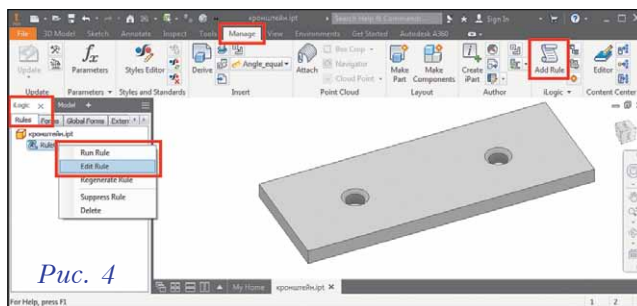 кронштейн.ipt
Search Help & Commands...
Sign In
File
3D Model
Sketch
Annotate
Inspect
Tools
Manage
View
Environments
Get Started
Autodesk A360
Update
fx
Parameters
Styles Editor
Derive
Angle_equal
Attach
Box Crop
Navigator
Cloud Point
Make Part
Make Components
Create iPart
Add Rule
Editor
Update
Parameters
Styles and Standards
Insert
Point Cloud
Layout
Author
iLogic
Content Center
iLogic
Model
Rules
Forms
Global Forms
Exter
кронштейн.ipt
Run Rule
Edit Rule
Regenerate Rule
Suppress Rule
Delete
Рис. 4
My Home
кронштейн.ipt
For Help, press F1
1 2